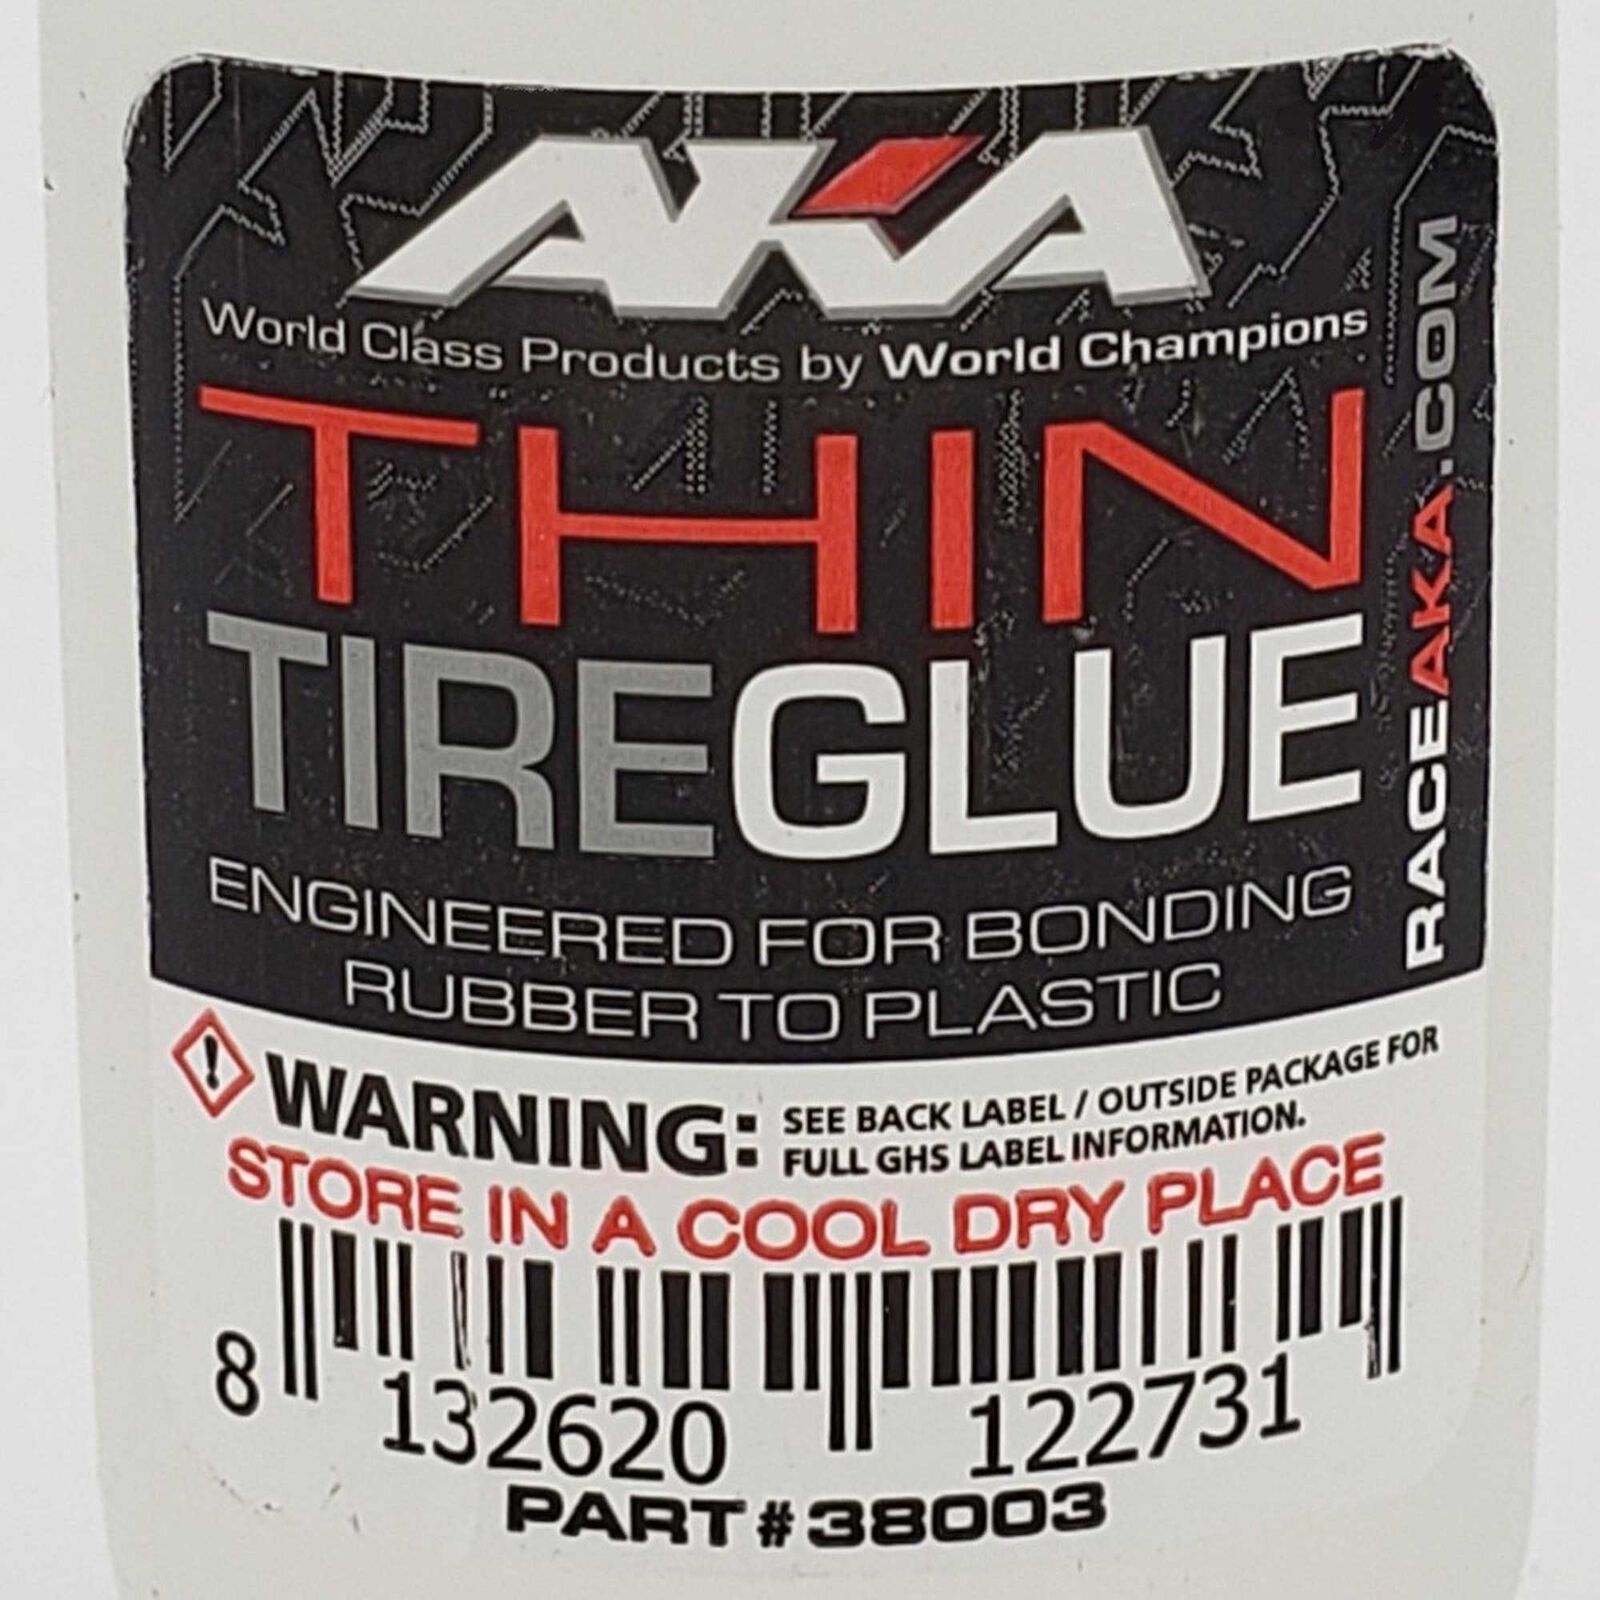 AKA
World Class Products by World Champions
THIN
TIREGLUE
ENGINEERED FOR BONDING
RUBBER TO PLASTIC
RACEAKA.COM
WARNING: SEE BACK LABEL / OUTSIDE PACKAGE FOR
FULL GHS LABEL INFORMATION.
STORE IN A COOL DRY PLACE
8 132620 122731
PART #38003